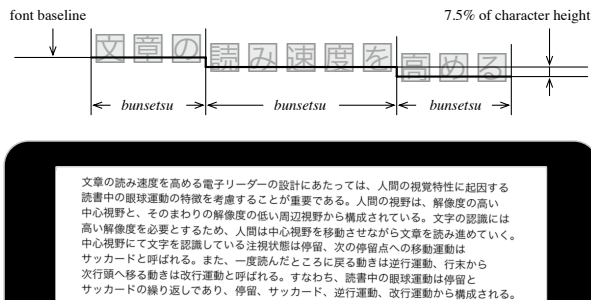 font baseline
7.5% of character height
文章の読み速度を高める
bunsetsu
bunsetsu
bunsetsu
文章の読み速度を高める電子リーダーの設計にあたっては、人間の視覚特性に起因する
読書中の眼球運動の特徴を考慮することが重要である。人間の視野は、解像度の高い
中心視野と、そのまわりの解像度の低い周辺視野から構成されている。文字の認識には
高い解像度を必要とするため、人間は中心視野を移動させながら文章を読み進めていく。
中心視野にて文字を認識している注視状態は停留、次の停留点への移動運動は
サッカードと呼ばれる。また、一度読んだところに戻る動きは逆行運動、行末から
次行頭へ移る動きは改行運動と呼ばれる。すなわち、読書中の眼球運動は停留と
サッカードの繰り返しであり、停留、サッカード、逆行運動、改行運動から構成される。